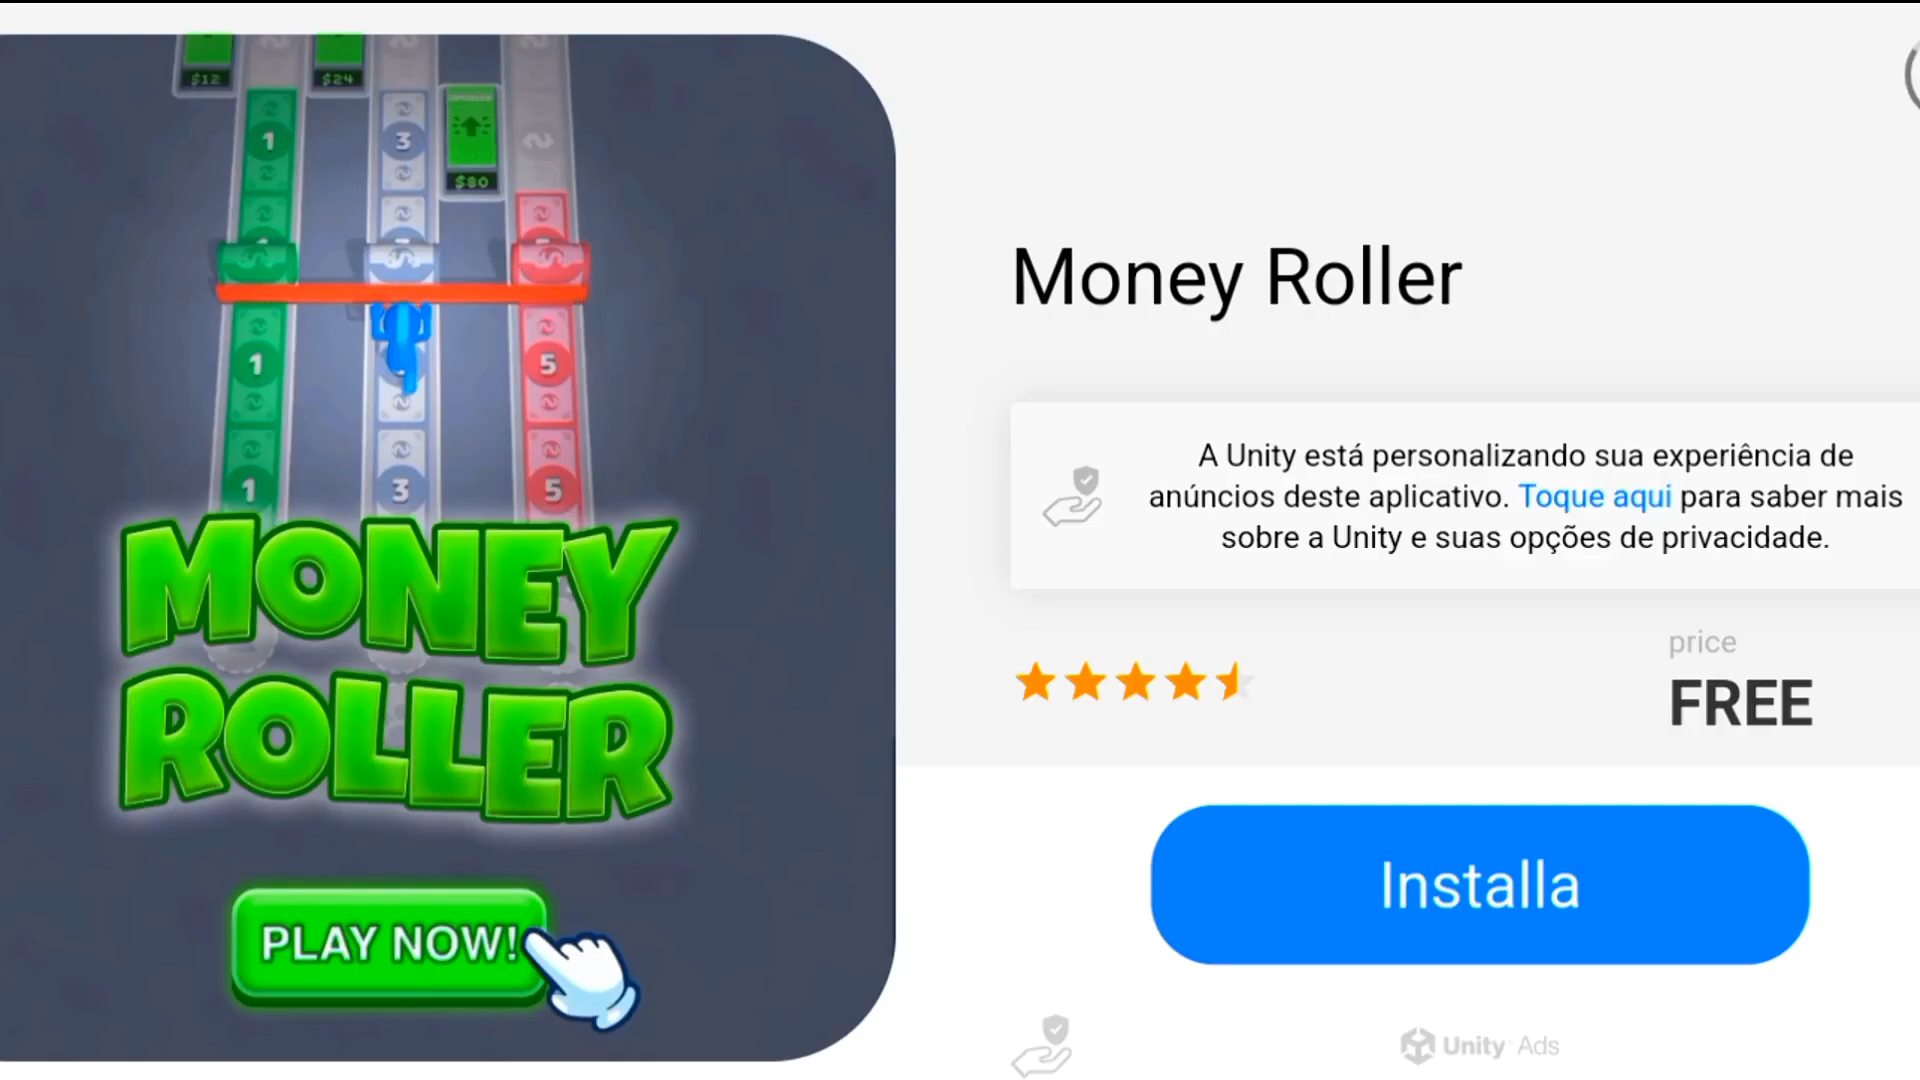 $12
$24
1
3
$80
1
5
1
3
5
MONEY
ROLLER
PLAY NOW!
Money Roller
A Unity está personalizando sua experiência de
anúncios deste aplicativo. Toque aqui para saber mais
sobre a Unity e suas opções de privacidade.
price
FREE
Installa
Unity Ads